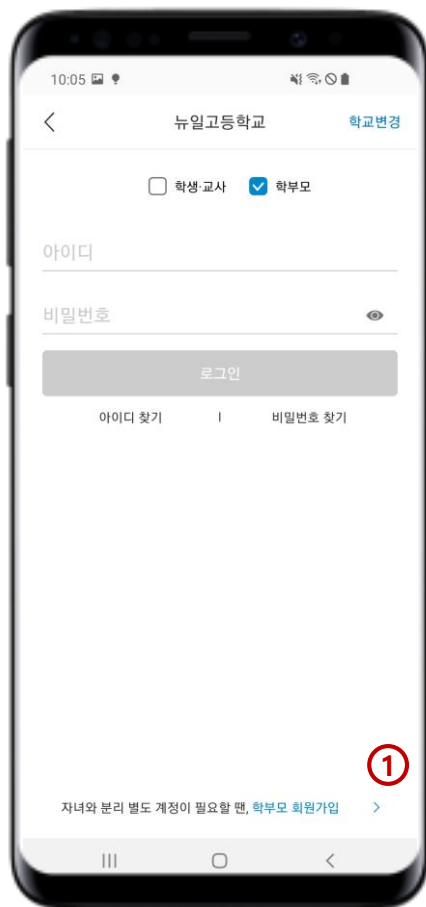 10:05
뉴일고등학교 학교변경
학생·교사 학부모
아이디
비밀번호
로그인
아이디 찾기 | 비밀번호 찾기
1
자녀와 분리 별도 계정이 필요할 땐, 학부모 회원가입 >